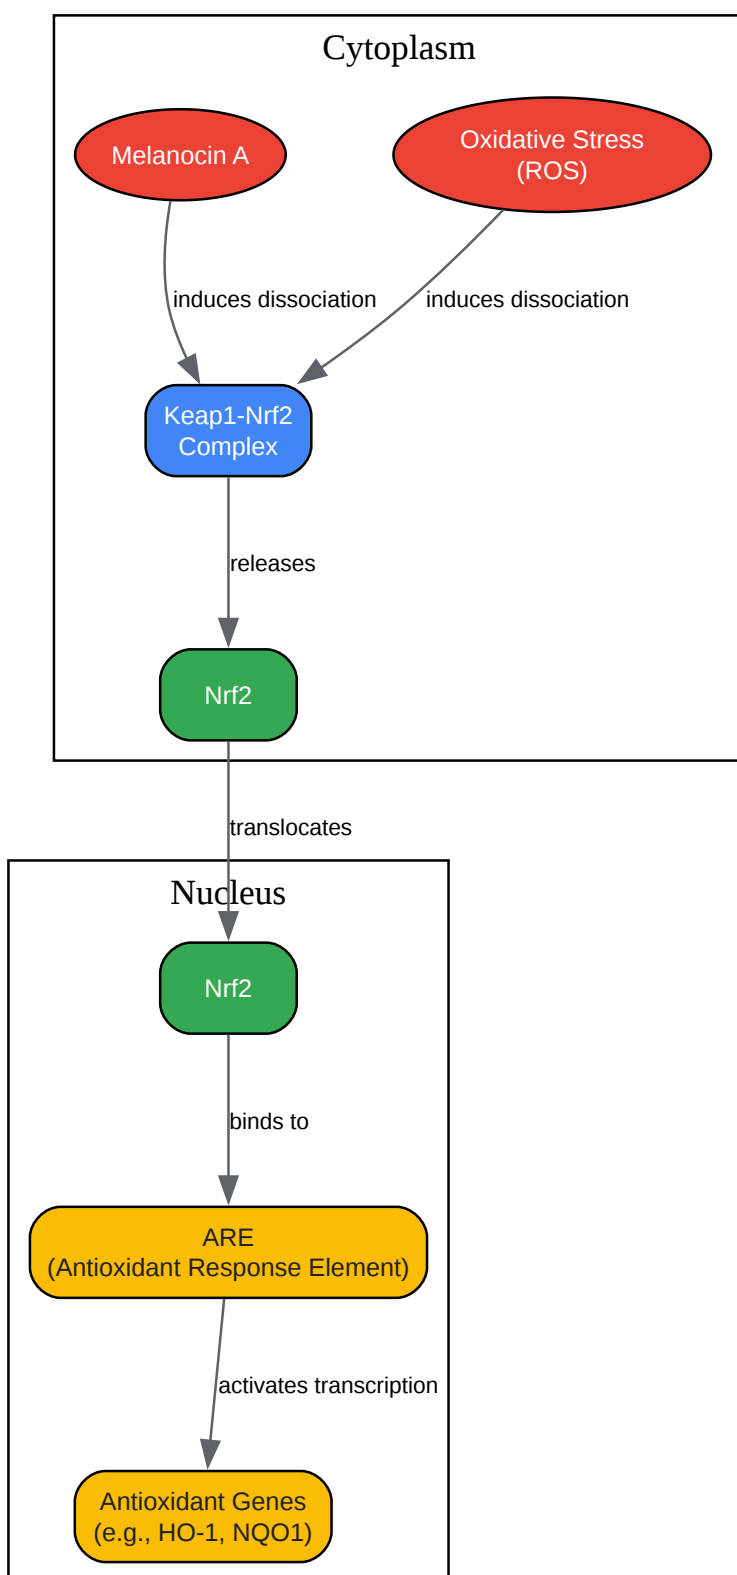 Cytoplasm
Melanocin A
Oxidative Stress
(ROS)
induces dissociation
induces dissociation
Keap1-Nrf2
Complex
releases
Nrf2
translocates
Nucleus
Nrf2
binds to
ARE
(Antioxidant Response Element)
activates transcription
Antioxidant Genes
(e.g., HO-1, NQO1)